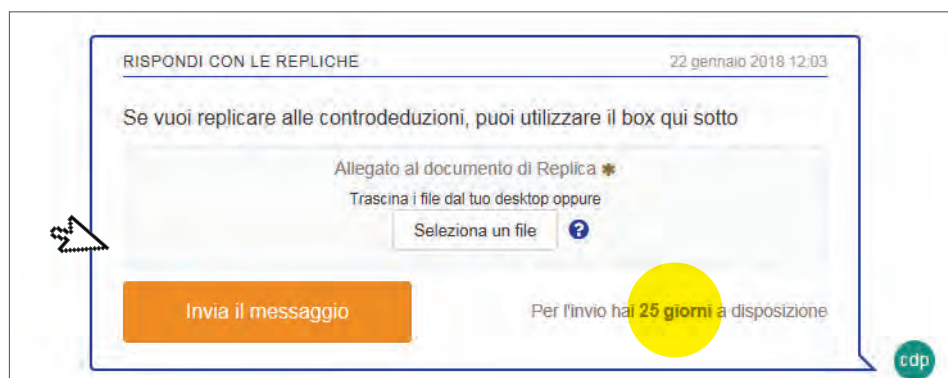 RISPONDI CON LE REPLICHE 22 gennaio 2018 12:03
Se vuoi replicare alle controdeduzioni, puoi utilizzare il box qui sotto
Allegato al documento di Replica ✱
Trascina i file dal tuo desktop oppure
Seleziona un file ?
Invia il messaggio Per l'invio hai 25 giorni a disposizione
cdp